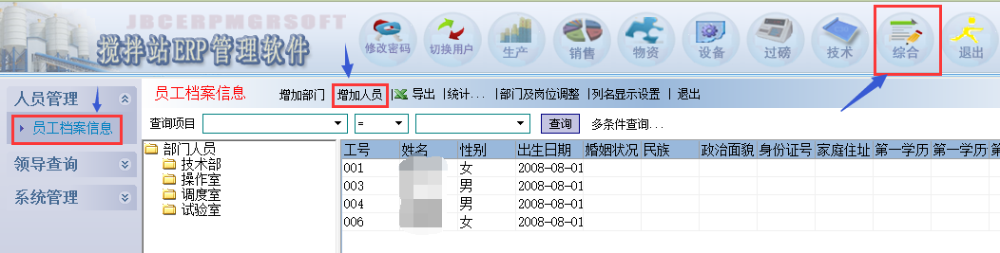 JBCERPMGRSOFT
搅拌站ERP管理软件
修改密码 切换用户 生产 销售 物资 设备 过磅 技术 综合 退出
人员管理
员工档案信息
领导查询
系统管理
员工档案信息 增加部门 增加人员 导出 统计... 部门及岗位调整 列名显示设置 退出
查询项目 = 查询 多条件查询...
部门人员
技术部
操作室
调度室
试验室
工号 姓名 性别 出生日期 婚姻状况 民族 政治面貌 身份证号 家庭住址 第一学历 第一学历 第
001 女 2008-08-01
003 男 2008-08-01
004 男 2008-08-01
006 女 2008-08-01